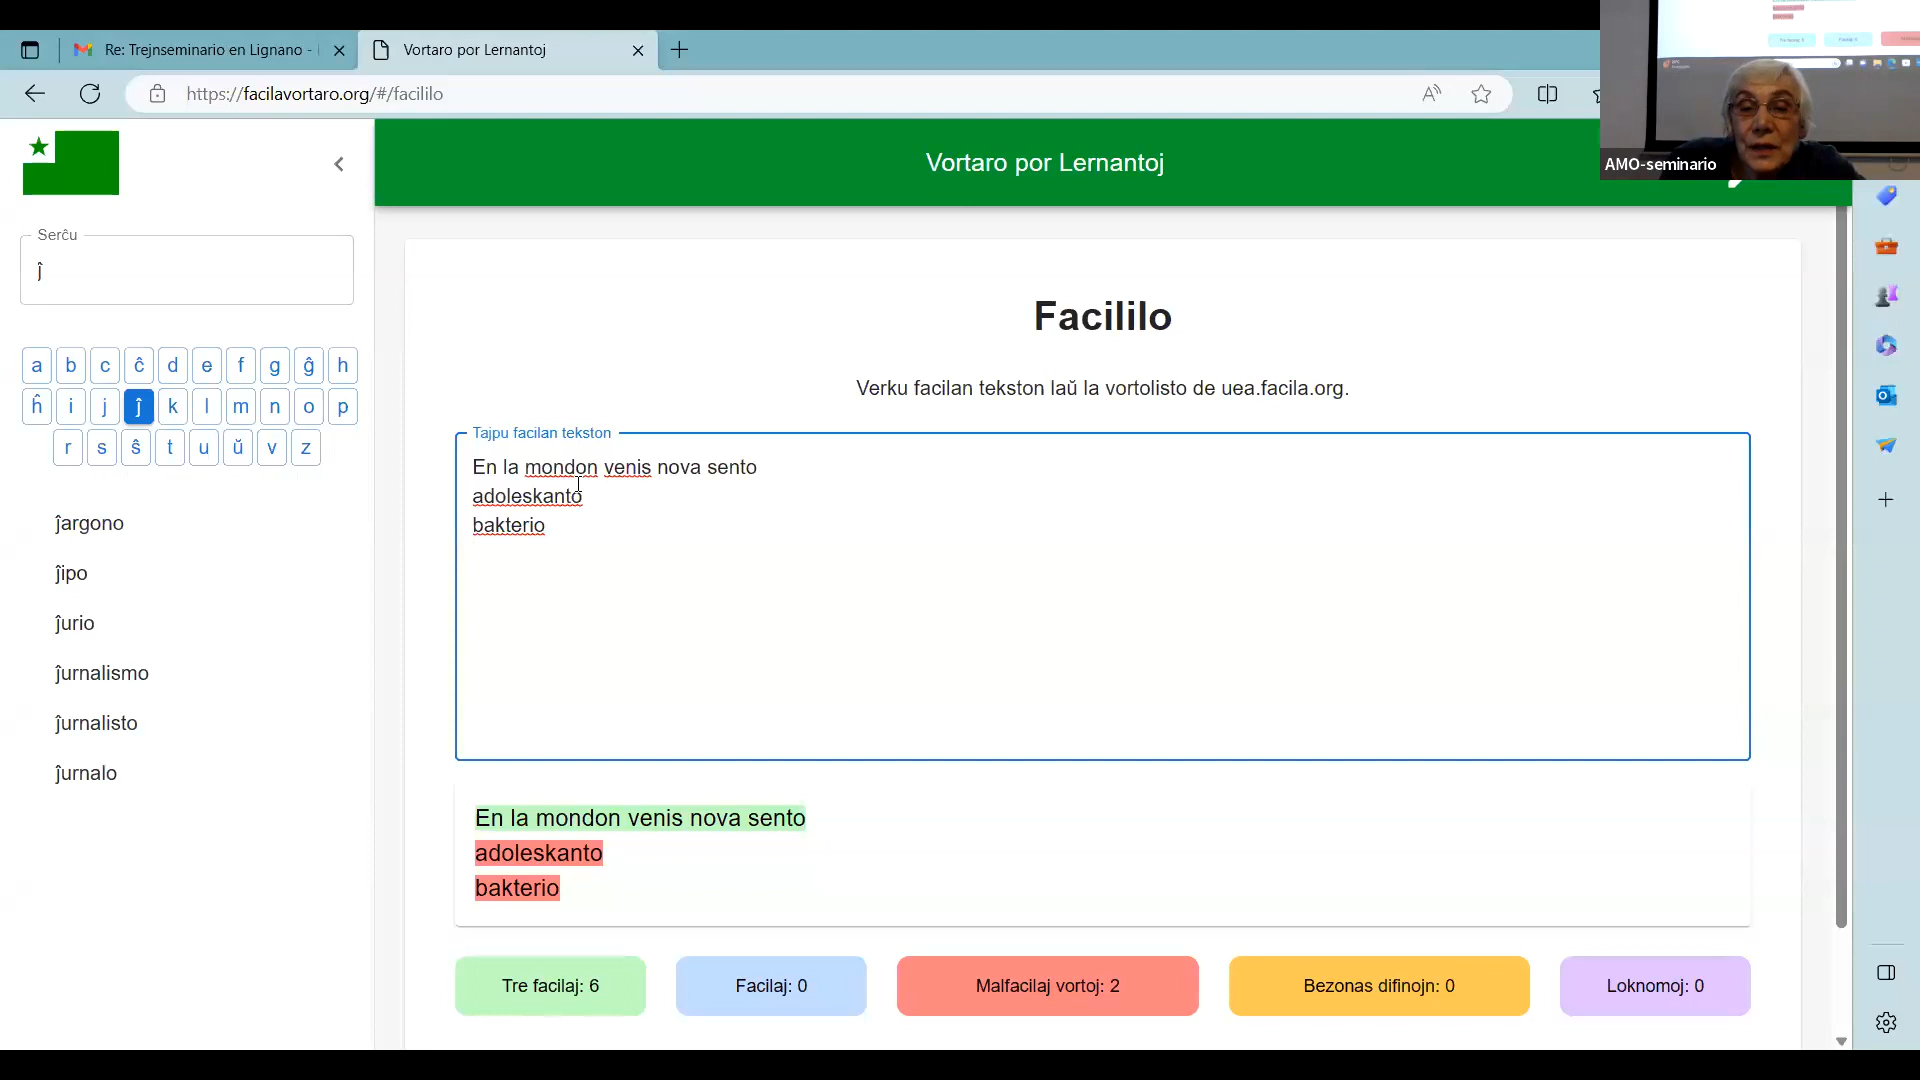 Re: Trejnseminario en Lignano -
Vortaro por Lernantoj
https://facilavortaro.org/#/facililo
AMO-seminario
Vortaro por Lernantoj
Serĉu
ĵ
a b c ĉ d e f g ĝ h
ĥ i j ĵ k l m n o p
r s ŝ t u ŭ v z
ĵargono
ĵipo
ĵurio
ĵurnalismo
ĵurnalisto
ĵurnalo
Facililo
Verku facilan tekston laŭ la vortolisto de uea.facila.org.
Tajpu facilan tekston
En la mondon venis nova sento
adoleskanto
bakterio
En la mondon venis nova sento
adoleskanto
bakterio
Tre facilaj: 6
Facilaj: 0
Malfacilaj vortoj: 2
Bezonas difinojn: 0
Loknomoj: 0